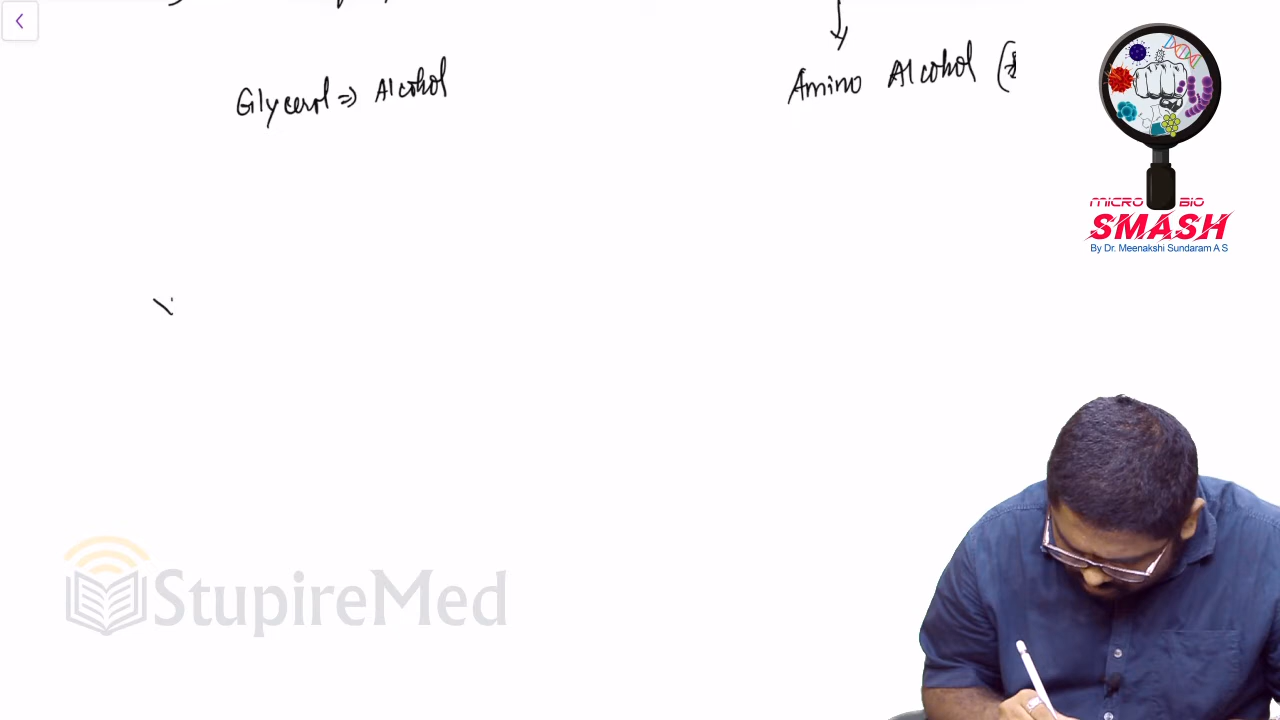 Glycerol => Alcohol
Amino Alcohol (
MICRO BIO
SMASH
By Dr. Meenakshi Sundaram A S
StupireMed